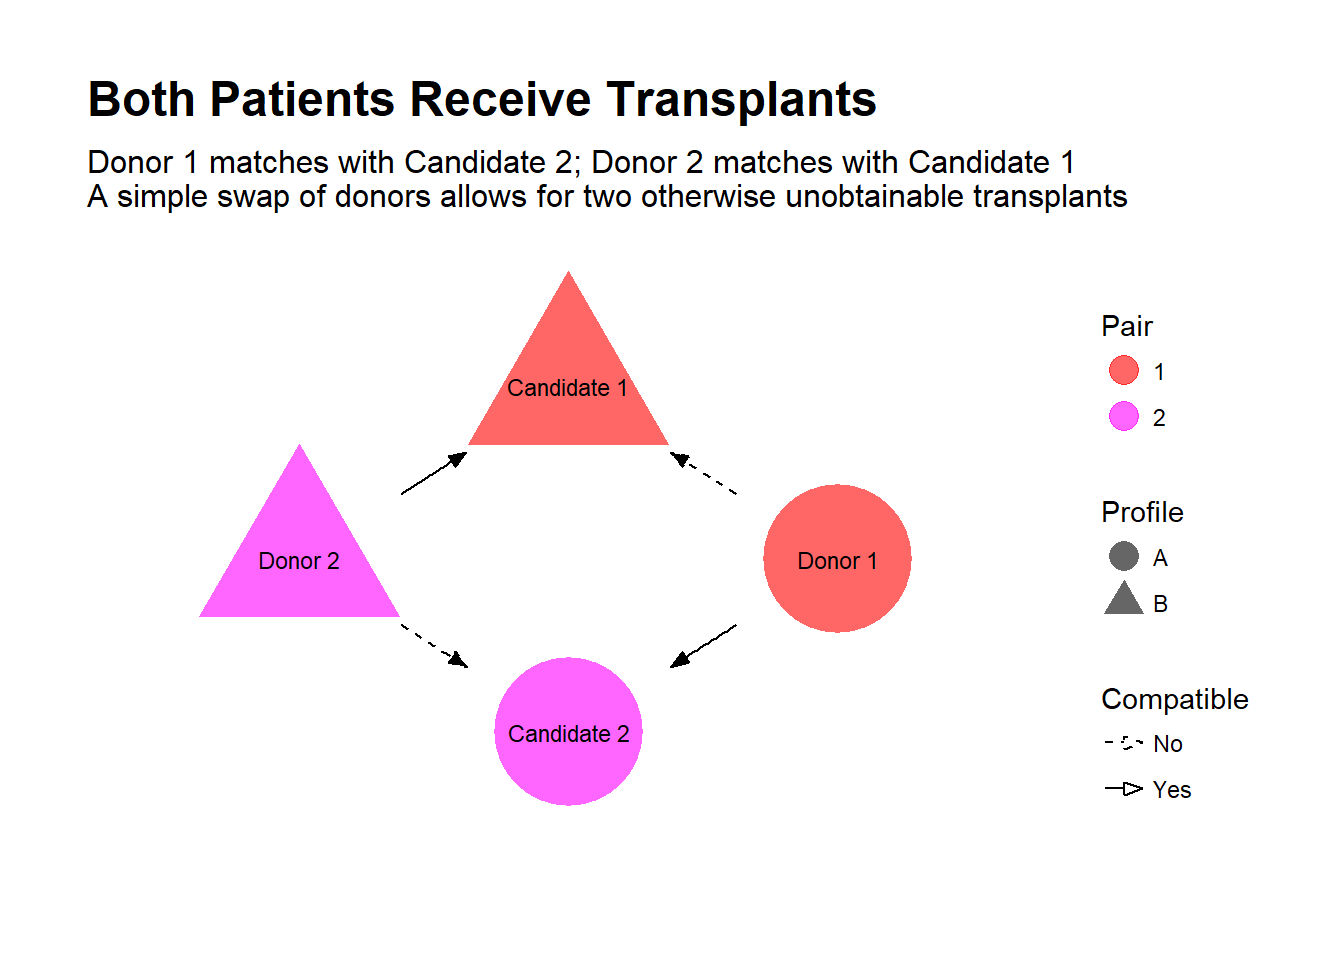 Both Patients Receive Transplants
Donor 1 matches with Candidate 2; Donor 2 matches with Candidate 1
A simple swap of donors allows for two otherwise unobtainable transplants
Candidate 1
Donor 2
Donor 1
Candidate 2
Pair
1
2
Profile
A
B
Compatible
No
Yes